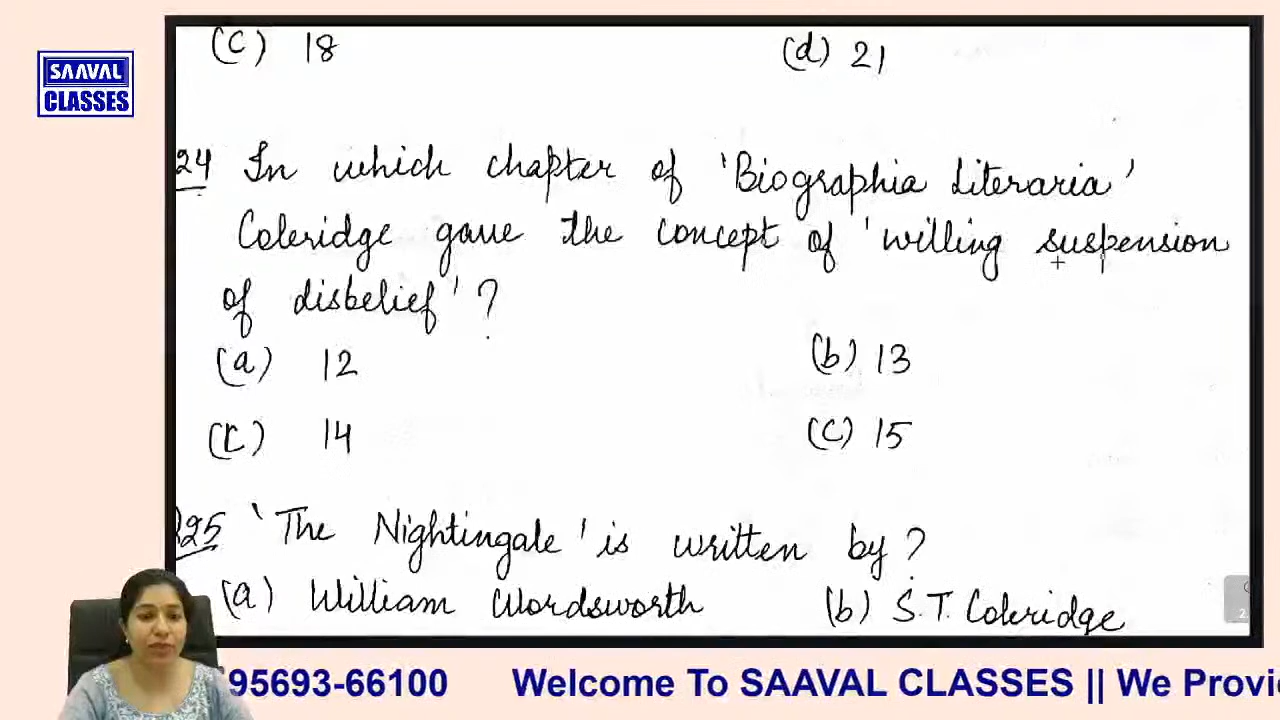 SAAVAL
CLASSES
(c) 18 (d) 21
24 In which chapter of 'Biographia Literaria'
Coleridge gave the concept of 'willing suspension
of disbelief'?
(a) 12 (b) 13
(c) 14 (c) 15
25 'The Nightingale' is written by?
(a) William Wordsworth (b) S.T. Coleridge
95693-66100 Welcome To SAAVAL CLASSES || We Provi